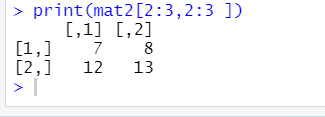 > print(mat2[2:3,2:3 ])
     [,1] [,2]
[1,]    7    8
[2,]   12   13
>